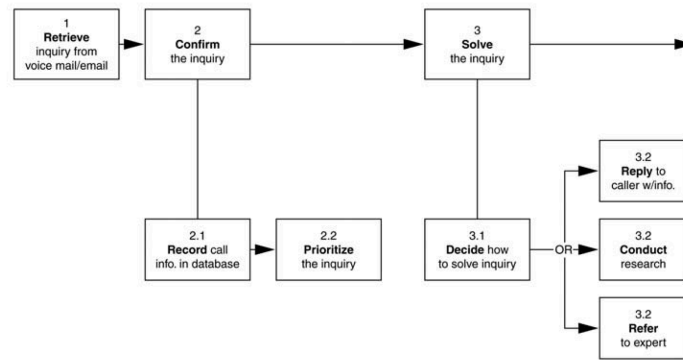 1
Retrieve
inquiry from
voice mail/email
2
Confirm
the inquiry
3
Solve
the inquiry
2.1
Record call
info. in database
2.2
Prioritize
the inquiry
3.1
Decide how
to solve inquiry
OR
3.2
Reply to
caller w/info.
3.2
Conduct
research
3.2
Refer
to expert